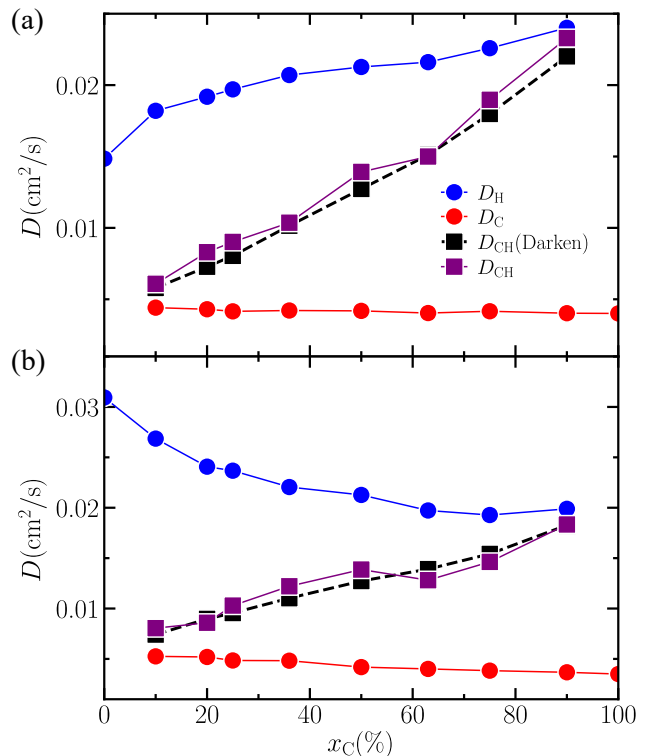 (a)
0.02
0.01
D(cm²/s)
D_H
D_C
D_CH(Darken)
D_CH
(b)
0.03
0.02
0.01
D(cm²/s)
0 20 40 60 80 100
x_C(%)